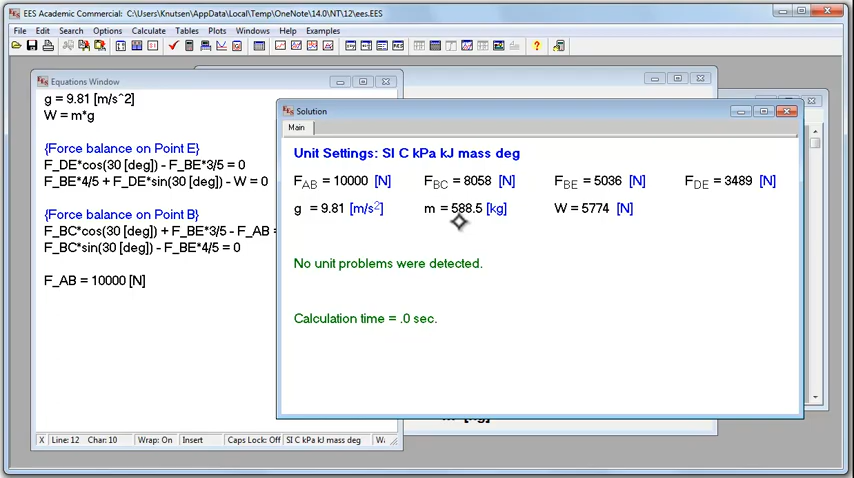 EES Academic Commercial: C:\Users\Knutsen\AppData\Local\Temp\OneNote\14.0\NT\12\ees.EES
File Edit Search Options Calculate Tables Plots Windows Help Examples
Equations Window
g = 9.81 [m/s^2]
W = m*g
{Force balance on Point E}
F_DE*cos(30 [deg]) - F_BE*3/5 = 0
F_BE*4/5 + F_DE*sin(30 [deg]) - W = 0
{Force balance on Point B}
F_BC*cos(30 [deg]) + F_BE*3/5 - F_AB =
F_BC*sin(30 [deg]) - F_BE*4/5 = 0
F_AB = 10000 [N]
X Line: 12 Char: 10 Wrap: On Insert Caps Lock: Off SI C kPa kJ mass deg
Solution
Main
Unit Settings: SI C kPa kJ mass deg
FAB = 10000 [N] FBC = 8058 [N] FBE = 5036 [N] FDE = 3489 [N]
g = 9.81 [m/s2] m = 588.5 [kg] W = 5774 [N]
No unit problems were detected.
Calculation time = .0 sec.